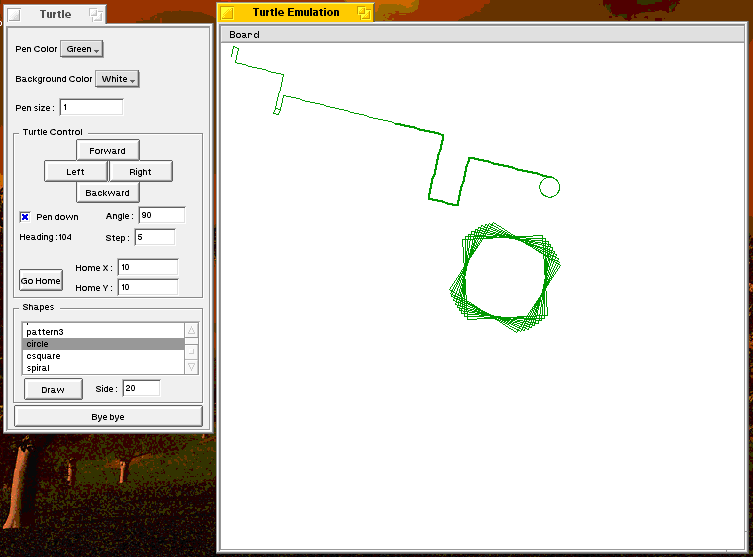 Turtle
Pen Color Green
Background Color White
Pen size : 1
Turtle Control
Forward
Left Right
Backward
Pen down Angle : 90
Heading :104 Step : 5
Go Home Home X : 10
Home Y : 10
Shapes
pattern3
circle
csquare
spiral
Draw Side : 20
Bye bye
Turtle Emulation
Board